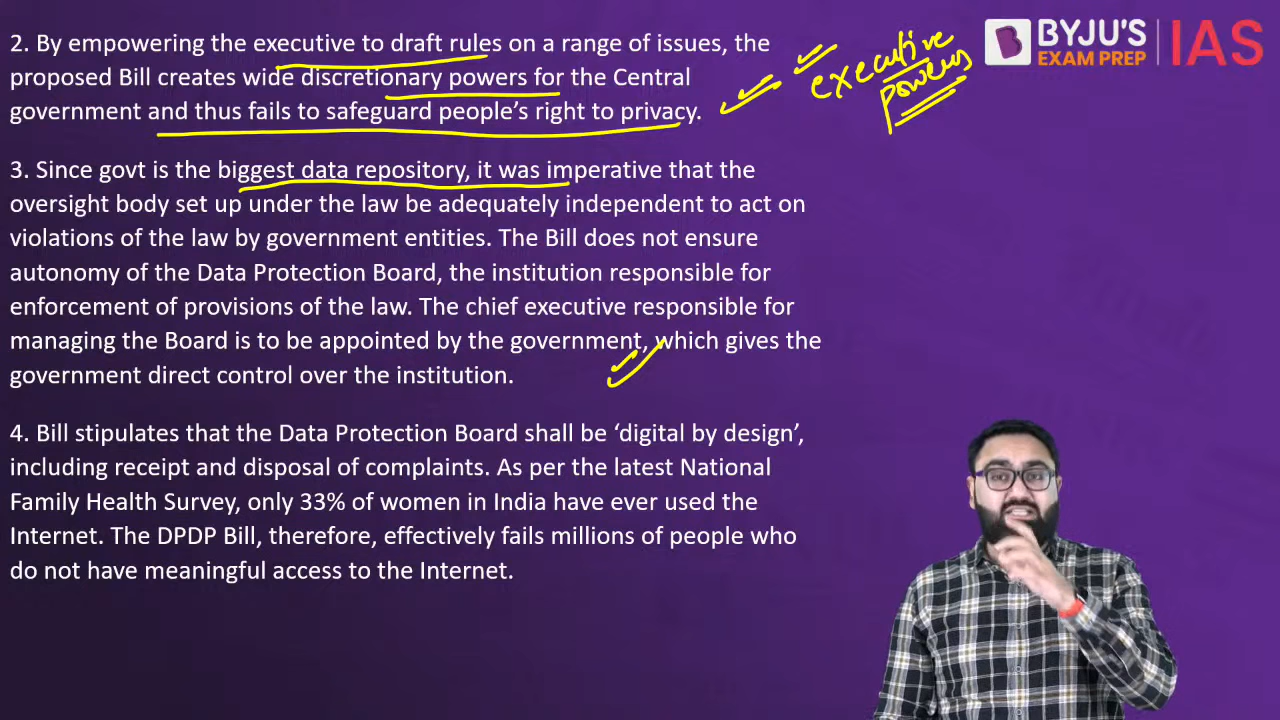 2. By empowering the executive to draft rules on a range of issues, the
proposed Bill creates wide discretionary powers for the Central
government and thus fails to safeguard people's right to privacy.
executive
powers
BYJU'S
EXAM PREP
IAS
3. Since govt is the biggest data repository, it was imperative that the
oversight body set up under the law be adequately independent to act on
violations of the law by government entities. The Bill does not ensure
autonomy of the Data Protection Board, the institution responsible for
enforcement of provisions of the law. The chief executive responsible for
managing the Board is to be appointed by the government, which gives the
government direct control over the institution.
4. Bill stipulates that the Data Protection Board shall be ‘digital by design’,
including receipt and disposal of complaints. As per the latest National
Family Health Survey, only 33% of women in India have ever used the
Internet. The DPDP Bill, therefore, effectively fails millions of people who
do not have meaningful access to the Internet.